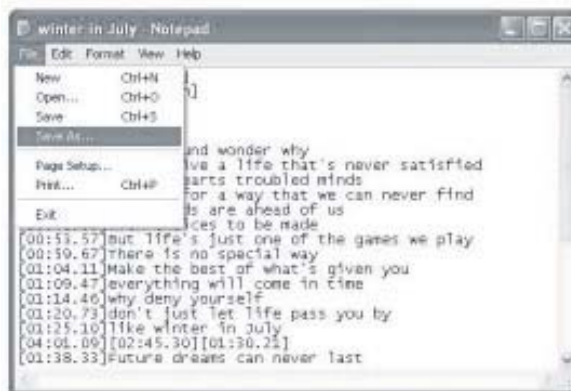 winter in July - Notepad
File Edit Format View Help
New Ctrl+N
Open... Ctrl+O
Save Ctrl+S
Save As...
Page Setup...
Print... Ctrl+P
Exit
]
n]
und wonder why
ive a life that's never satisfied
arts troubled minds
for a way that we can never find
ds are ahead of us
ices to be made
[00:53.57]But life's just one of the games we play
[00:59.67]There is no special way
[01:04.11]Make the best of what's given you
[01:09.47]everything will come in time
[01:14.46]why deny yourself
[01:20.73]don't just let life pass you by
[01:25.10]like winter in July
[04:01.09][02:45.30][01:30.21]
[01:38.33]Future dreams can never last